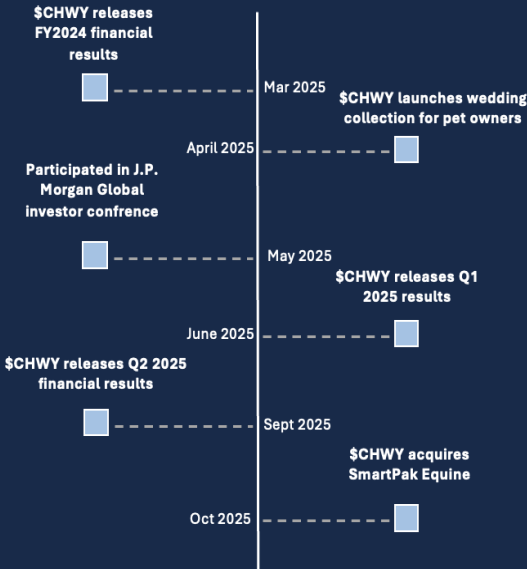 $CHWY releases
FY2024 financial
results
Mar 2025
$CHWY launches wedding
collection for pet owners
April 2025
Participated in J.P.
Morgan Global
investor confrence
May 2025
$CHWY releases Q1
2025 results
June 2025
$CHWY releases Q2 2025
financial results
Sept 2025
$CHWY acquires
SmartPak Equine
Oct 2025